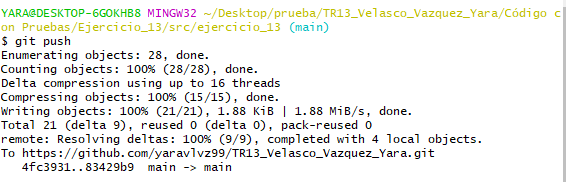 YARA@DESKTOP-6GOKHB8 MINGW32 ~/Desktop/prueba/TR13_Velasco_Vazquez_Yara/Código c
on Pruebas/Ejercicio_13/src/ejercicio_13 (main)
$ git push
Enumerating objects: 28, done.
Counting objects: 100% (28/28), done.
Delta compression using up to 16 threads
Compressing objects: 100% (15/15), done.
Writing objects: 100% (21/21), 1.88 KiB | 1.88 MiB/s, done.
Total 21 (delta 9), reused 0 (delta 0), pack-reused 0
remote: Resolving deltas: 100% (9/9), completed with 4 local objects.
To https://github.com/yaravlvz99/TR13_Velasco_Vazquez_Yara.git
   4fc3931..83429b9  main -> main